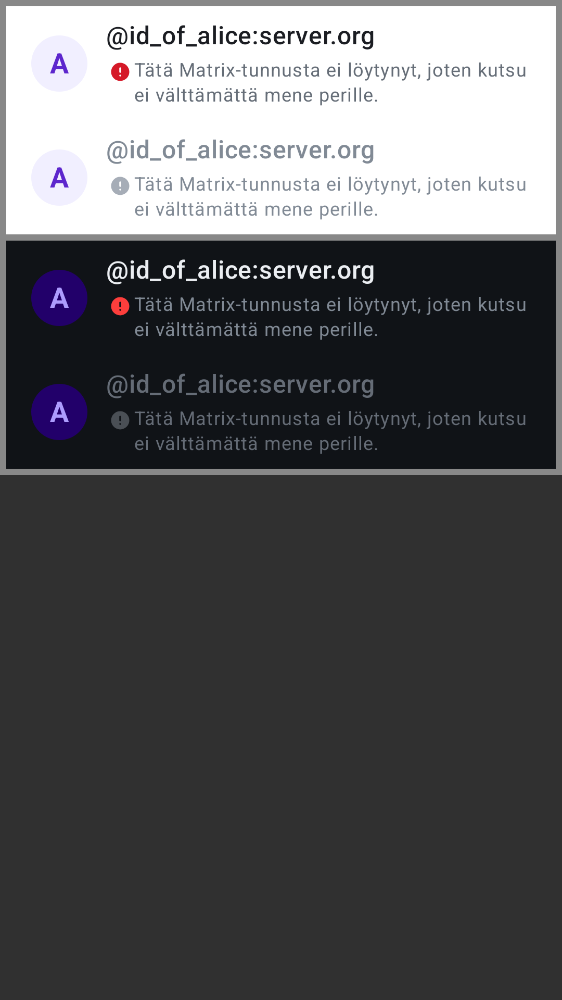 A
@id_of_alice:server.org
Tätä Matrix-tunnusta ei löytynyt, joten kutsu
ei välttämättä mene perille.
A
@id_of_alice:server.org
Tätä Matrix-tunnusta ei löytynyt, joten kutsu
ei välttämättä mene perille.
A
@id_of_alice:server.org
Tätä Matrix-tunnusta ei löytynyt, joten kutsu
ei välttämättä mene perille.
A
@id_of_alice:server.org
Tätä Matrix-tunnusta ei löytynyt, joten kutsu
ei välttämättä mene perille.